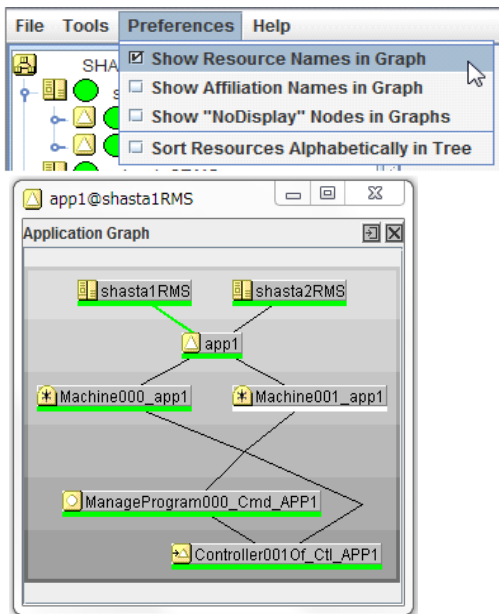 File Tools Preferences Help
SHA
Show Resource Names in Graph
Show Affiliation Names in Graph
Show "NoDisplay" Nodes in Graphs
Sort Resources Alphabetically in Tree
app1@shasta1RMS
Application Graph
shasta1RMS shasta2RMS
app1
Machine000_app1 Machine001_app1
ManageProgram000_Cmd_APP1
Controller001Of_Ctl_APP1